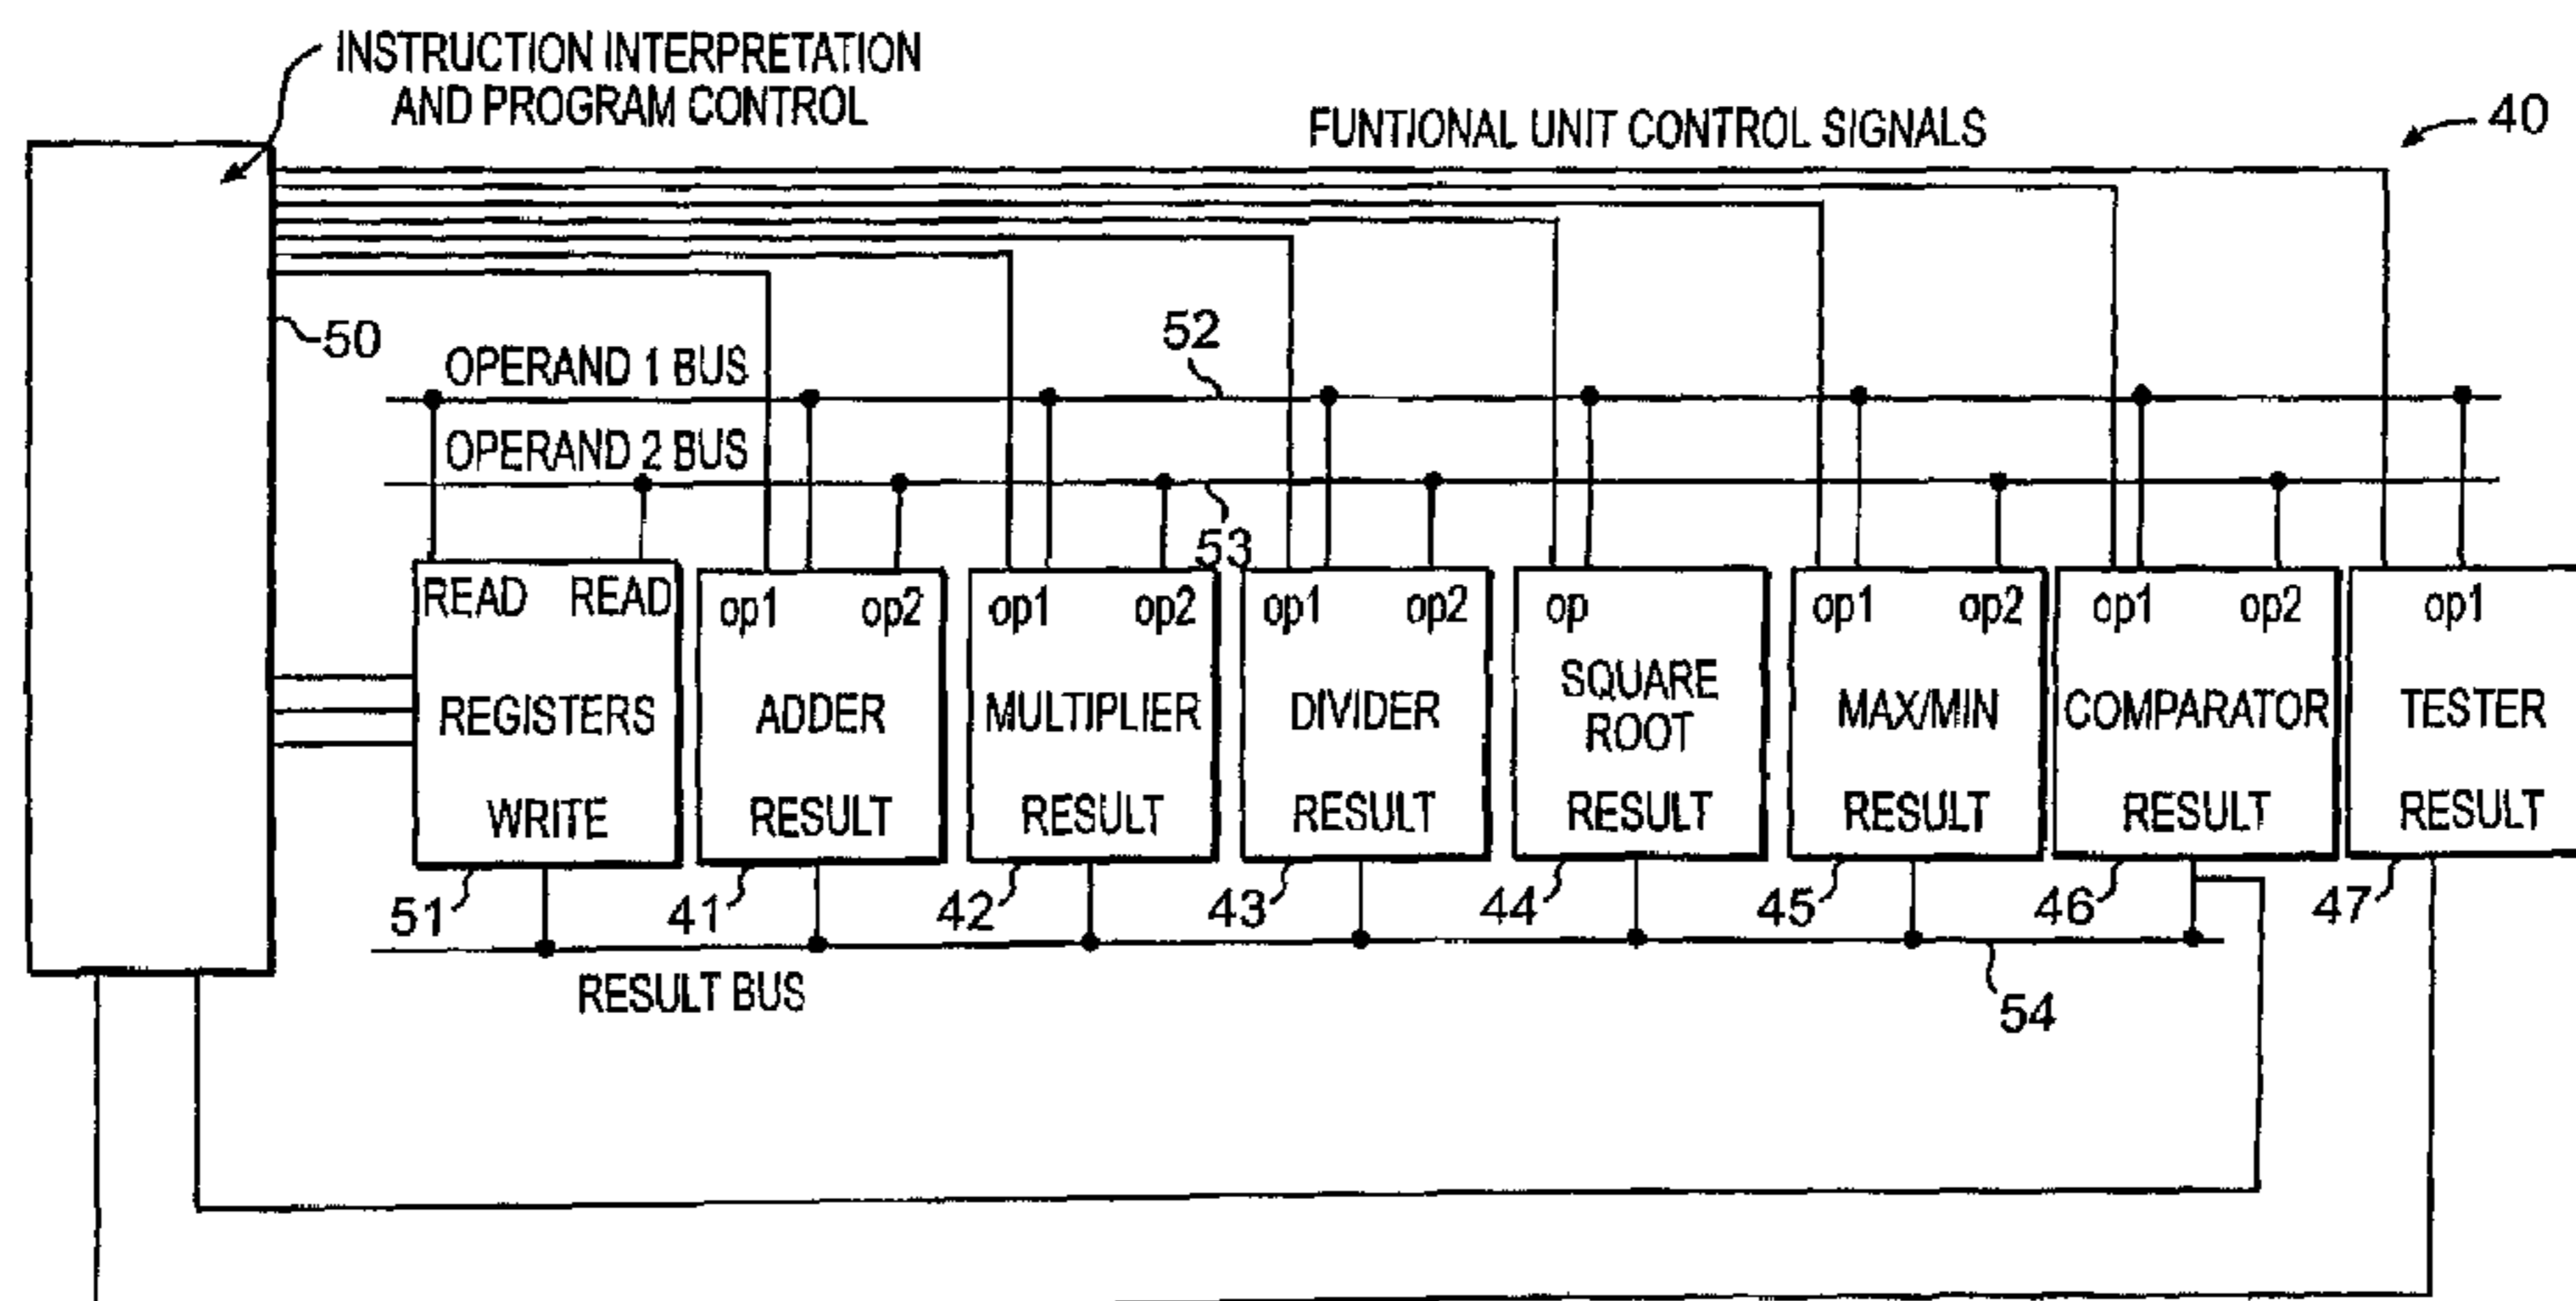 INSTRUCTION INTERPRETATION
AND PROGRAM CONTROL
FUNTIONAL UNIT CONTROL SIGNALS
40
50
OPERAND 1 BUS
52
OPERAND 2 BUS
53
READ READ
REGISTERS
WRITE
51
op1 op2
ADDER
RESULT
41
op1 op2
MULTIPLIER
RESULT
42
op1 op2
DIVIDER
RESULT
43
op
SQUARE
ROOT
RESULT
44
op1 op2
MAX/MIN
RESULT
45
op1 op2
COMPARATOR
RESULT
46
op1
TESTER
RESULT
47
RESULT BUS
54